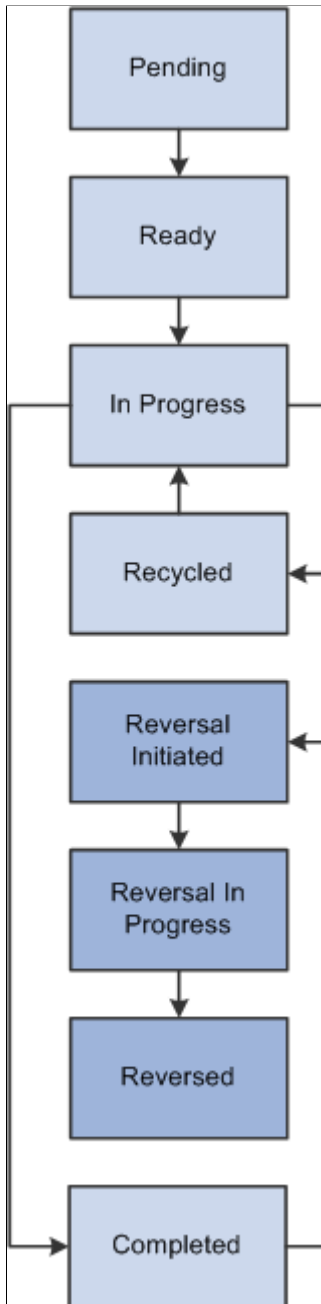 Pending
Ready
In Progress
Recycled
Reversal
Initiated
Reversal In
Progress
Reversed
Completed